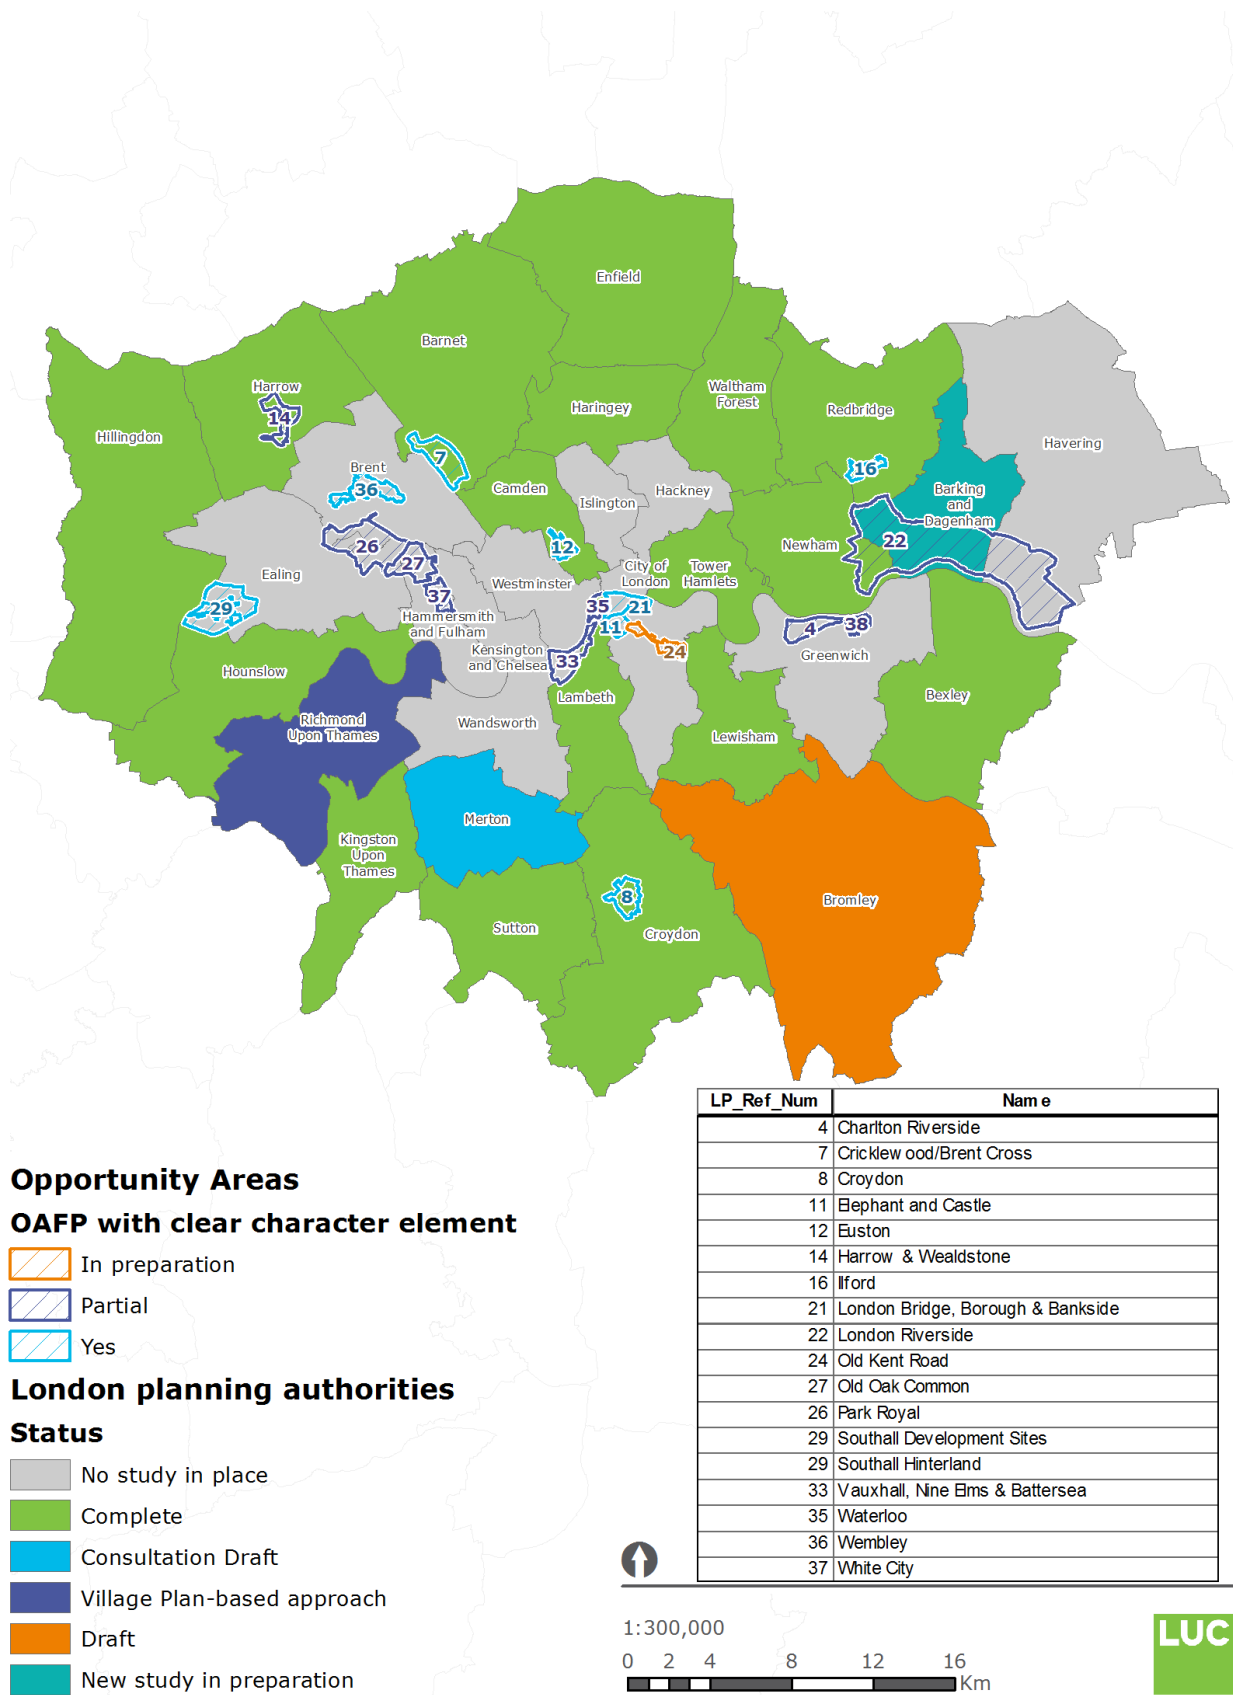 Enfield
Barnet
Harrow
14
Hillingdon
Haringey
Waltham
Forest
Redbridge
Havering
7
Brent
36
Camden
Islington
Hackney
16
Barking
and
Dagenham
22
Newham
26
27
12
Ealing
Westminster
City of
London
Tower
Hamlets
29
37
Hammersmith
and Fulham
35
21
11
4
38
Greenwich
Kensington
and Chelsea
33
24
Hounslow
Lambeth
Bexley
Richmond
Upon Thames
Wandsworth
Lewisham
Merton
Kingston
Upon
Thames
8
Bromley
Sutton
Croydon
LP_Ref_Num Name
4 Charlton Riverside
7 Cricklewood/Brent Cross
8 Croydon
11 Elephant and Castle
12 Euston
14 Harrow & Wealdstone
16 Ilford
21 London Bridge, Borough & Bankside
22 London Riverside
24 Old Kent Road
27 Old Oak Common
26 Park Royal
29 Southall Development Sites
29 Southall Hinterland
33 Vauxhall, Nine Elms & Battersea
35 Waterloo
36 Wembley
37 White City
Opportunity Areas
OAFP with clear character element
In preparation
Partial
Yes
London planning authorities
Status
No study in place
Complete
Consultation Draft
Village Plan-based approach
Draft
New study in preparation
1:300,000
0 2 4 8 12 16
Km
LUC